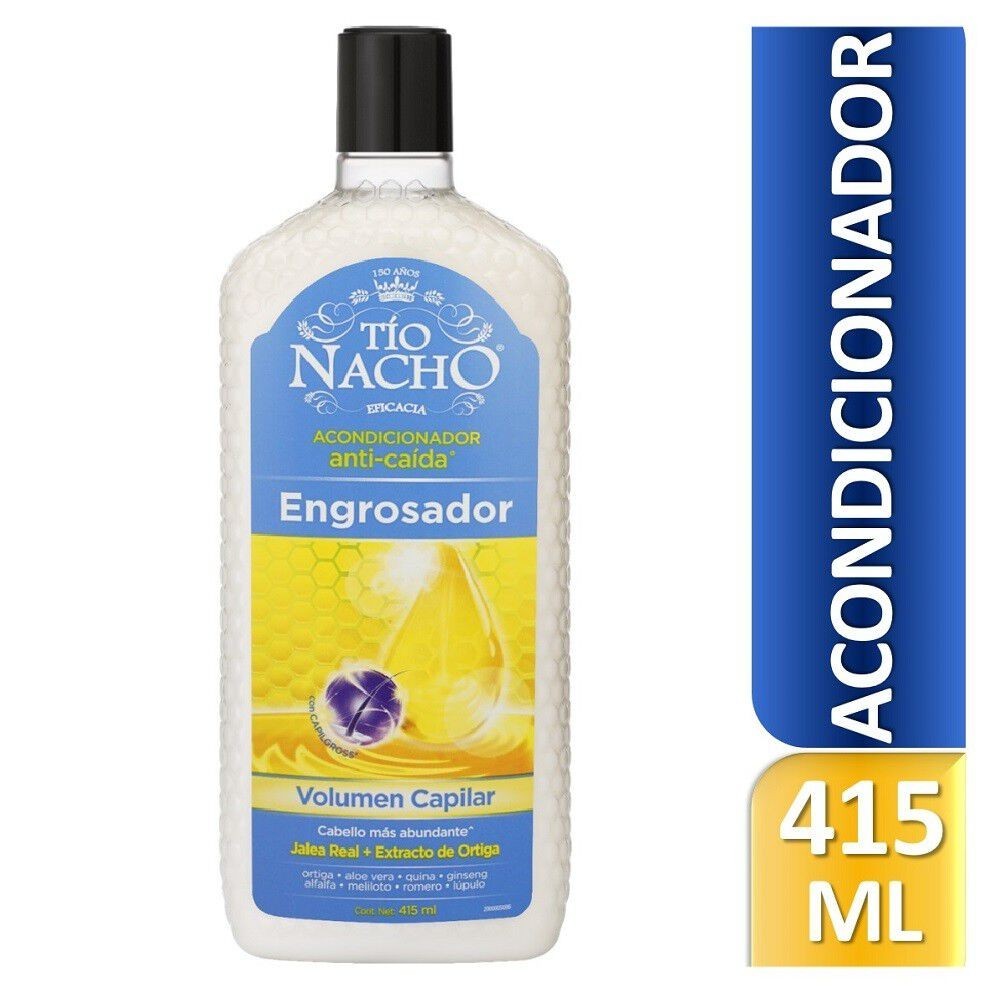 150 AÑOS
TÍO
NACHO®
EFICACIA
ACONDICIONADOR
anti-caída°
Engrosador
con CAPILGROSS°
Volumen Capilar
Cabello más abundante^
Jalea Real + Extracto de Ortiga
ortiga • aloe vera • quina • ginseng
alfalfa • meliloto • romero • lúpulo
Cont. Net. 415 ml
ACONDICIONADOR
415
ML